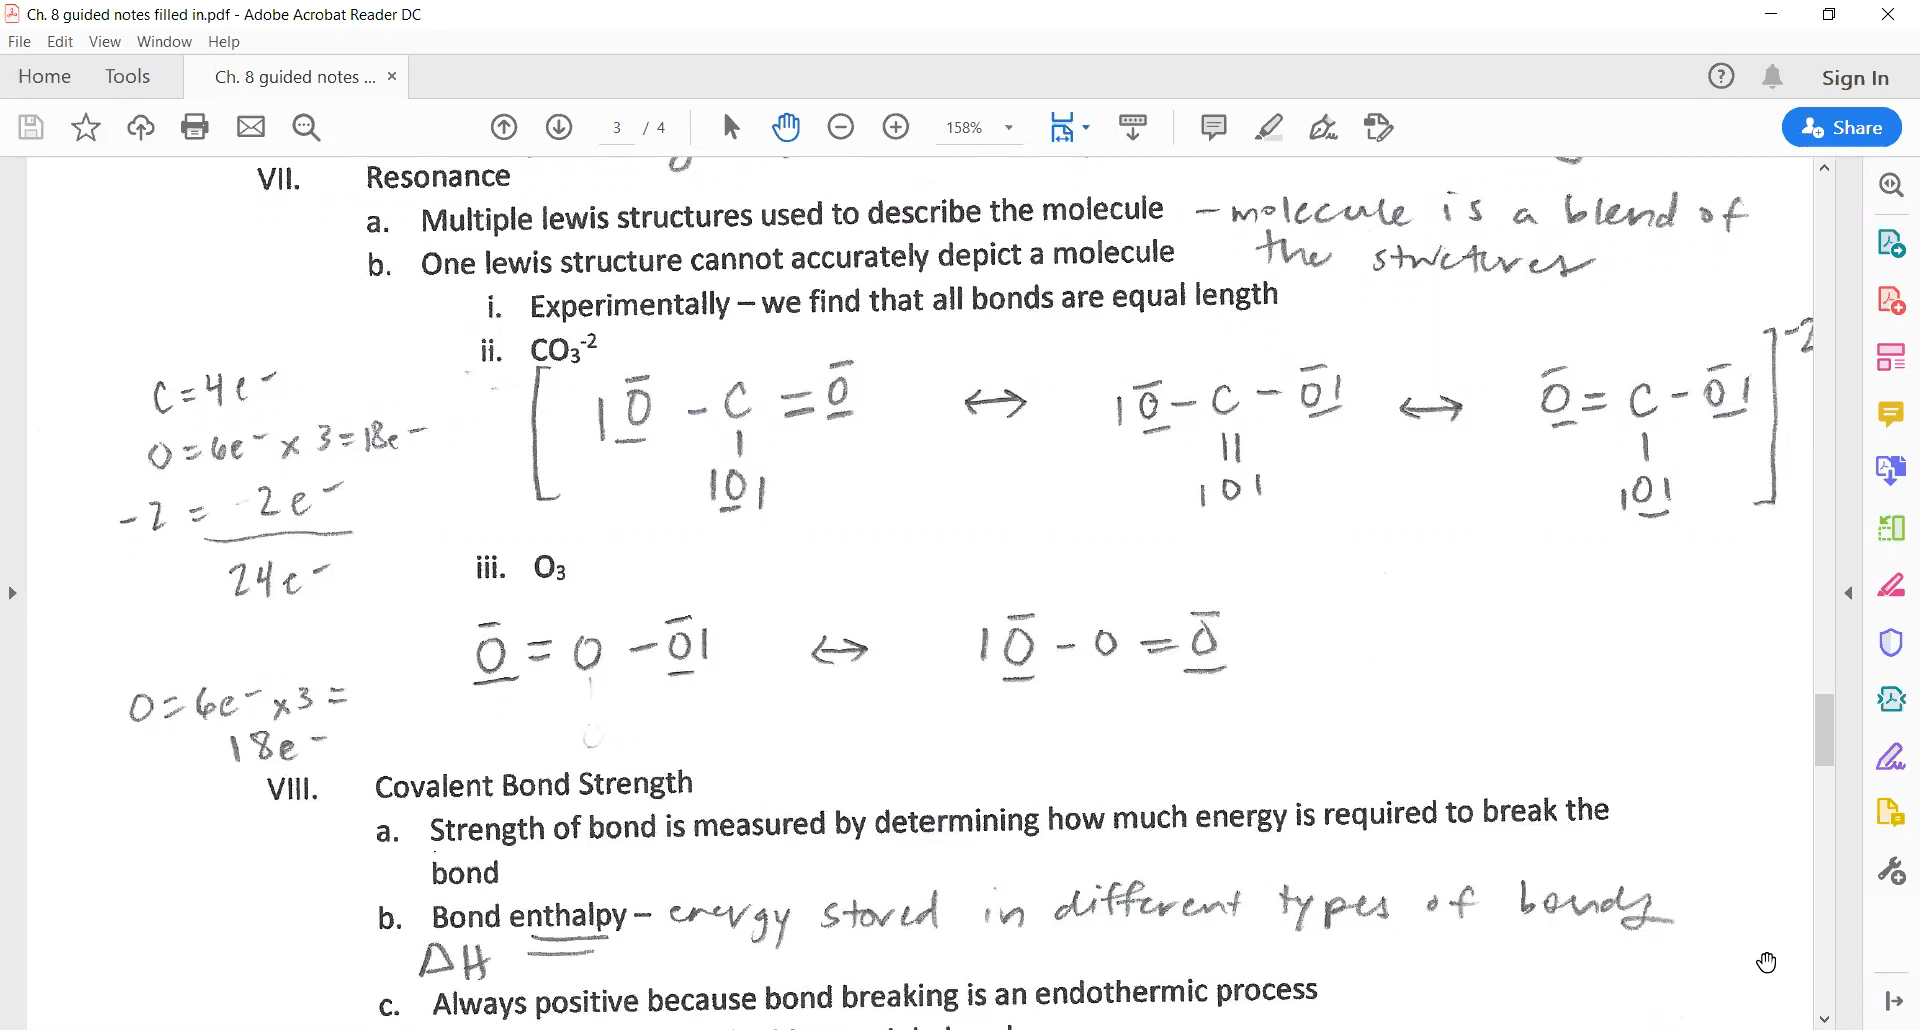 Ch. 8 guided notes filled in.pdf - Adobe Acrobat Reader DC
File Edit View Window Help
Home Tools Ch. 8 guided notes ... × Sign In
3 / 4 158% Share
VII. Resonance
a. Multiple lewis structures used to describe the molecule – molecule is a blend of
the structures
b. One lewis structure cannot accurately depict a molecule
i. Experimentally – we find that all bonds are equal length
ii. CO₃⁻²
C = 4e⁻
O = 6e⁻ x 3 = 18e⁻
-2 = 2e⁻
24e⁻
[ |O - C = O ↔ |O - C - O| ↔ O = C - O| ]⁻²
| || |
|O| |O| |O|
iii. O₃
O = O - O| ↔ |O - O = O
O = 6e⁻ x 3 =
18e⁻
VIII. Covalent Bond Strength
a. Strength of bond is measured by determining how much energy is required to break the
bond
b. Bond enthalpy – energy stored in different types of bonds
ΔH
c. Always positive because bond breaking is an endothermic process